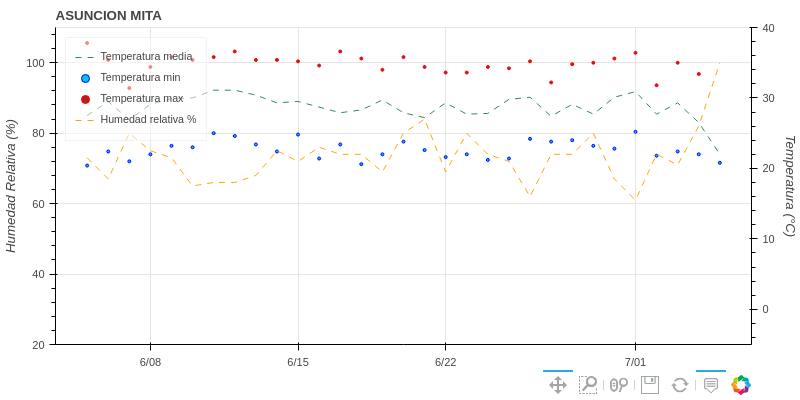 ASUNCION MITA
Temperatura media
Temperatura min
Temperatura max
Humedad relativa %
Humedad Relativa (%)
100
80
60
40
20
Temperatura (°C)
40
30
20
10
0
6/08
6/15
6/22
7/01